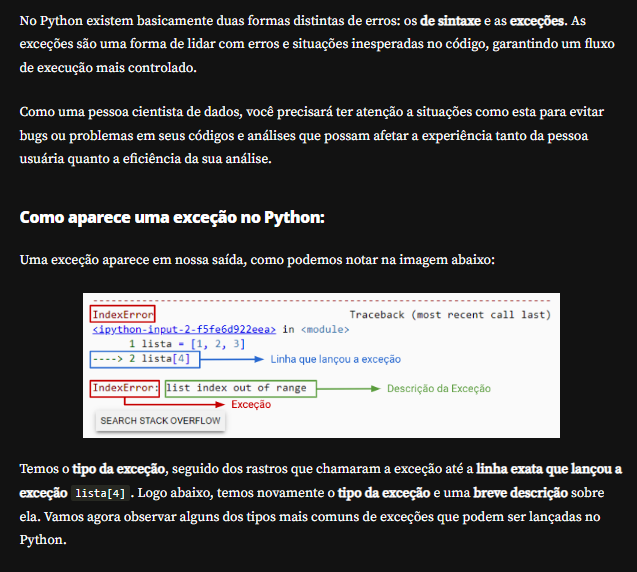 No Python existem basicamente duas formas distintas de erros: os de sintaxe e as exceções. As
exceções são uma forma de lidar com erros e situações inesperadas no código, garantindo um fluxo
de execução mais controlado.
Como uma pessoa cientista de dados, você precisará ter atenção a situações como esta para evitar
bugs ou problemas em seus códigos e análises que possam afetar a experiência tanto da pessoa
usuária quanto a eficiência da sua análise.
Como aparece uma exceção no Python:
Uma exceção aparece em nossa saída, como podemos notar na imagem abaixo:
---------------------------------------------------------------------------
IndexError Traceback (most recent call last)
<ipython-input-2-f5fe6d922eea> in <module>
1 lista = [1, 2, 3]
----> 2 lista[4] Linha que lançou a exceção
IndexError: list index out of range Descrição da Exceção
Exceção
SEARCH STACK OVERFLOW
Temos o tipo da exceção, seguido dos rastros que chamaram a exceção até a linha exata que lançou a
exceção lista[4]. Logo abaixo, temos novamente o tipo da exceção e uma breve descrição sobre
ela. Vamos agora observar alguns dos tipos mais comuns de exceções que podem ser lançadas no
Python.